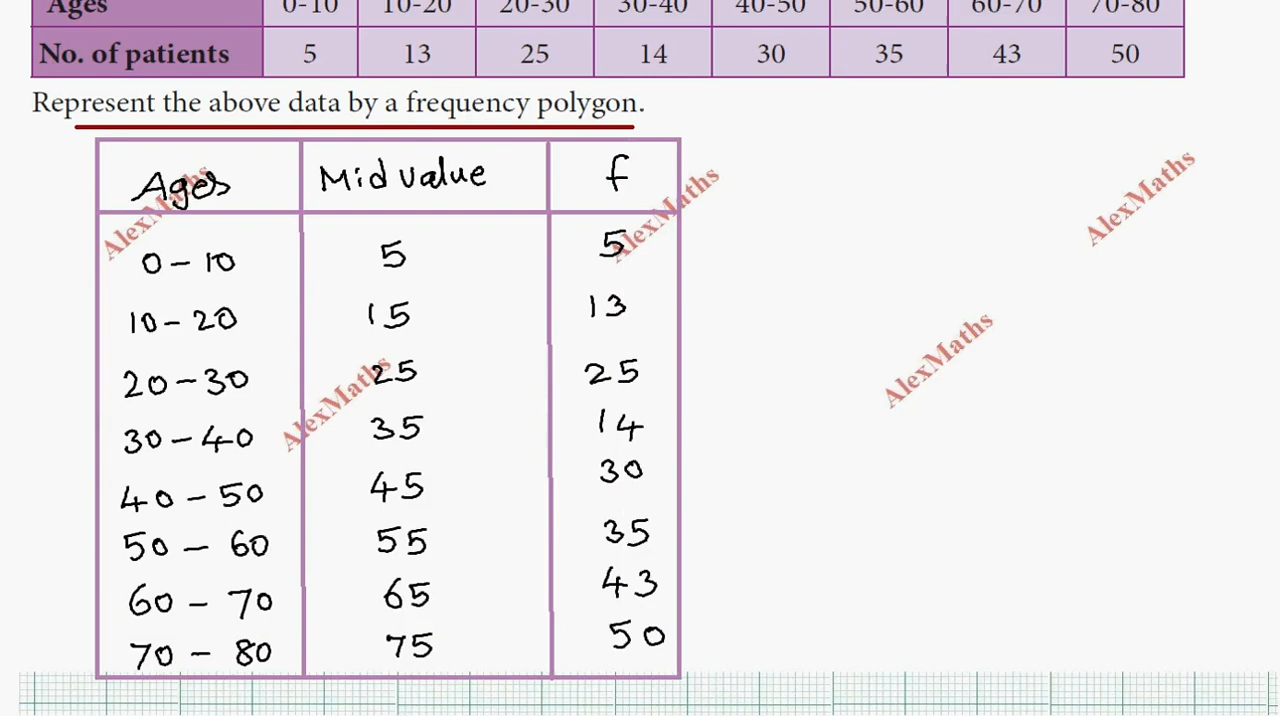 Ages 0-10 10-20 20-30 30-40 40-50 50-60 60-70 70-80
No. of patients 5 13 25 14 30 35 43 50
Represent the above data by a frequency polygon.
Ages Mid value f
0-10 5 5
10-20 15 13
20-30 25 25
30-40 35 14
40-50 45 30
50-60 55 35
60-70 65 43
70-80 75 50
AlexMaths
AlexMaths
AlexMaths
AlexMaths
AlexMaths